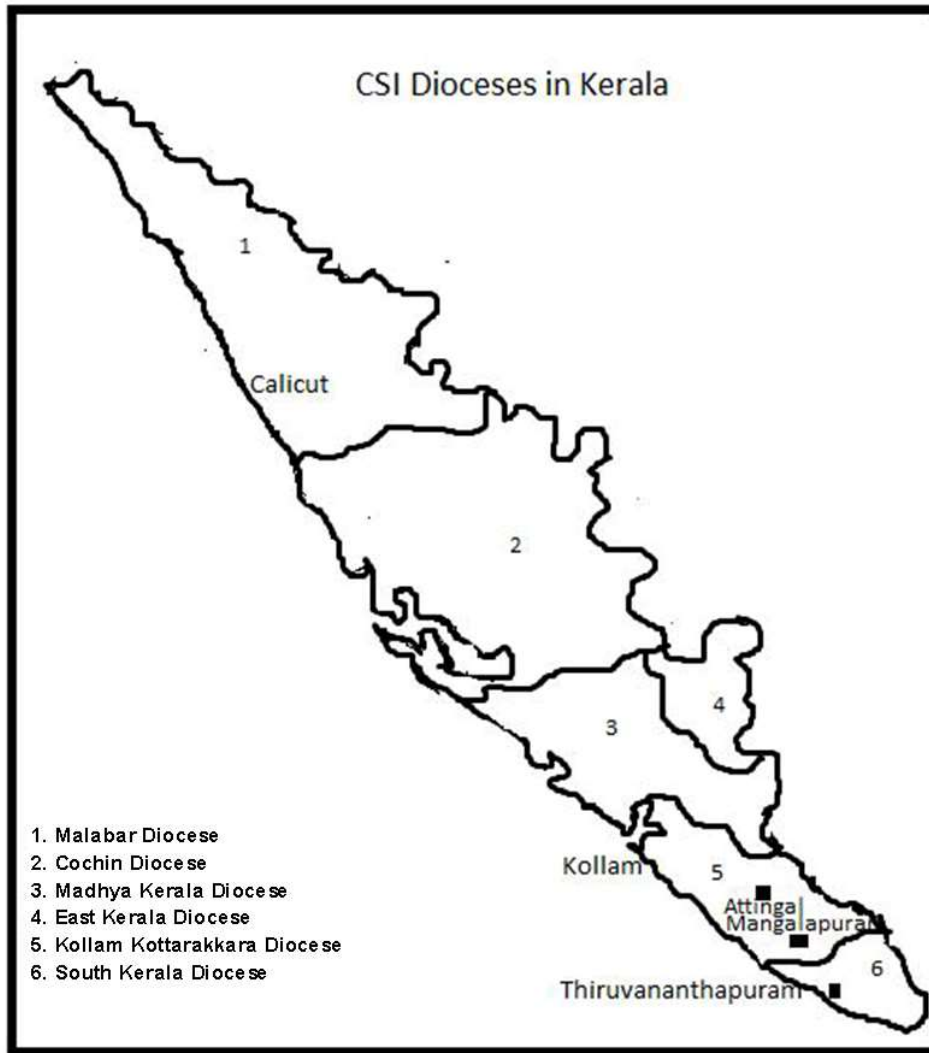 CSI Dioceses in Kerala
1
Calicut
2
4
3
1. Malabar Diocese
2. Cochin Diocese
3. Madhya Kerala Diocese
4. East Kerala Diocese
5. Kollam Kottarakkara Diocese
6. South Kerala Diocese
Kollam
5
Attingal
Mangalapuram
6
Thiruvananthapuram